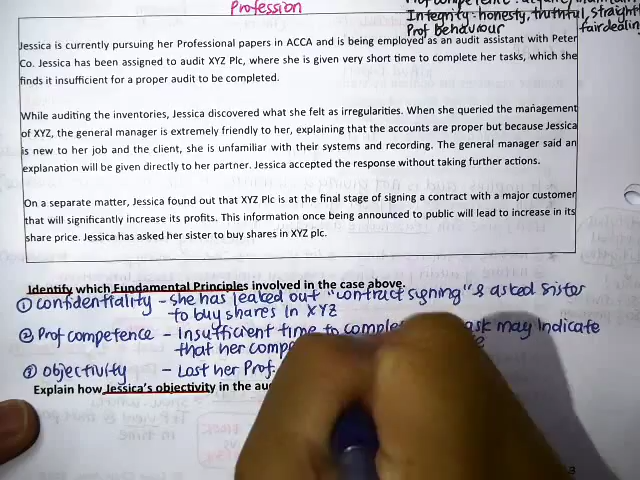 Profession
Integrity - honesty, truthful, straight
Prof Behaviour
fair dealin
Jessica is currently pursuing her Professional papers in ACCA and is being employed as an audit assistant with Peter
Co. Jessica has been assigned to audit XYZ Plc, where she is given very short time to complete her tasks, which she
finds it insufficient for a proper audit to be completed.
While auditing the inventories, Jessica discovered what she felt as irregularities. When she queried the management
of XYZ, the general manager is extremely friendly to her, explaining that the accounts are proper but because Jessica
is new to her job and the client, she is unfamiliar with their systems and recording. The general manager said an
explanation will be given directly to her partner. Jessica accepted the response without taking further actions.
On a separate matter, Jessica found out that XYZ Plc is at the final stage of signing a contract with a major customer
that will significantly increase its profits. This information once being announced to public will lead to increase in its
share price. Jessica has asked her sister to buy shares in XYZ plc.
Identify which Fundamental Principles involved in the case above.
① Confidentiality - She has leaked out "contract signing" & asked sister
to buy shares in XYZ
② Prof competence - Insufficient time to comple ask may indicate
that her comp
③ objectivity - Lost her Prof.
Explain how Jessica's objectivity in the au
3